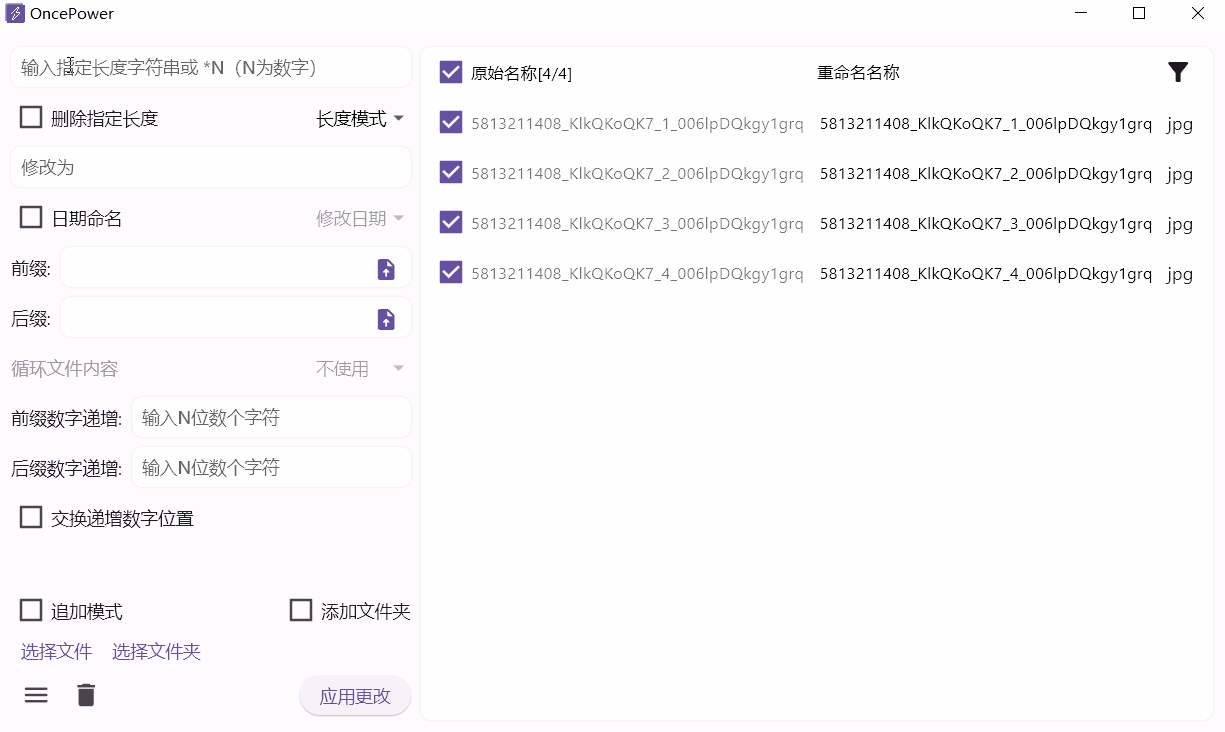 OncePower
输入指定长度字符串或 *N（N为数字）
删除指定长度 长度模式
修改为
日期命名 修改日期
前缀:
后缀:
循环文件内容 不使用
前缀数字递增: 输入N位数个字符
后缀数字递增: 输入N位数个字符
交换递增数字位置
追加模式 添加文件夹
选择文件 选择文件夹
应用更改
原始名称[4/4] 重命名名称
5813211408_KlkQKoQK7_1_006lpDQkgy1grq 5813211408_KlkQKoQK7_1_006lpDQkgy1grq jpg
5813211408_KlkQKoQK7_2_006lpDQkgy1grq 5813211408_KlkQKoQK7_2_006lpDQkgy1grq jpg
5813211408_KlkQKoQK7_3_006lpDQkgy1grq 5813211408_KlkQKoQK7_3_006lpDQkgy1grq jpg
5813211408_KlkQKoQK7_4_006lpDQkgy1grq 5813211408_KlkQKoQK7_4_006lpDQkgy1grq jpg